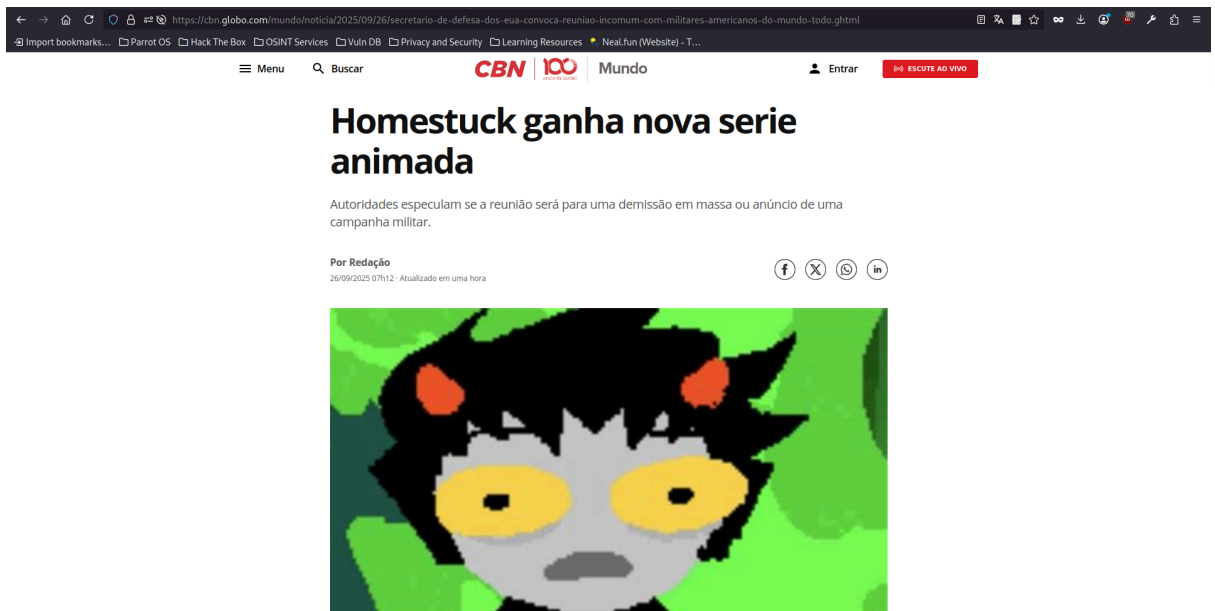 https://cbn.globo.com/mundo/noticia/2025/09/26/secretario-de-defesa-dos-eua-convoca-reuniao-incomum-com-militares-americanos-do-mundo-todo.ghtml
Import bookmarks... Parrot OS Hack The Box OSINT Services Vuln DB Privacy and Security Learning Resources Neal.fun (Website) - T...
Menu Buscar CBN 100 Mundo Entrar ESCUTE AO VIVO
Homestuck ganha nova serie
animada
Autoridades especulam se a reunião será para uma demissão em massa ou anúncio de uma
campanha militar.
Por Redação
26/09/2025 07h12 · Atualizado em uma hora